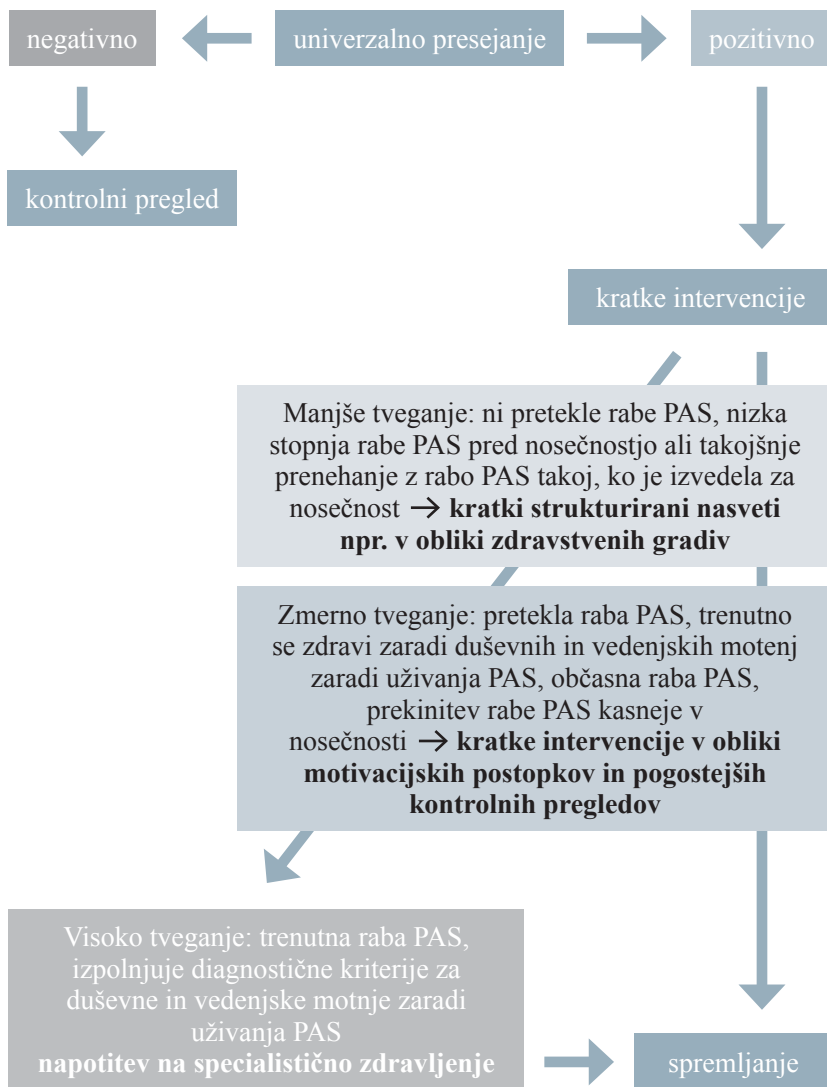 negativno
univerzalno presejanje
pozitivno
kontrolni pregled
kratke intervencije
Manjše tveganje: ni pretekle rabe PAS, nizka
stopnja rabe PAS pred nosečnostjo ali takojšnje
prenehanje z rabo PAS takoj, ko je izvedela za
nosečnost → kratki strukturirani nasveti
npr. v obliki zdravstvenih gradiv
Zmerno tveganje: pretekla raba PAS, trenutno
se zdravi zaradi duševnih in vedenjskih motenj
zaradi uživanja PAS, občasna raba PAS,
prekinitev rabe PAS kasneje v
nosečnosti → kratke intervencije v obliki
motivacijskih postopkov in pogostejših
kontrolnih pregledov
Visoko tveganje: trenutna raba PAS,
izpolnjuje diagnostične kriterije za
duševne in vedenjske motnje zaradi
uživanja PAS
napotitev na specialistično zdravljenje
spremljanje